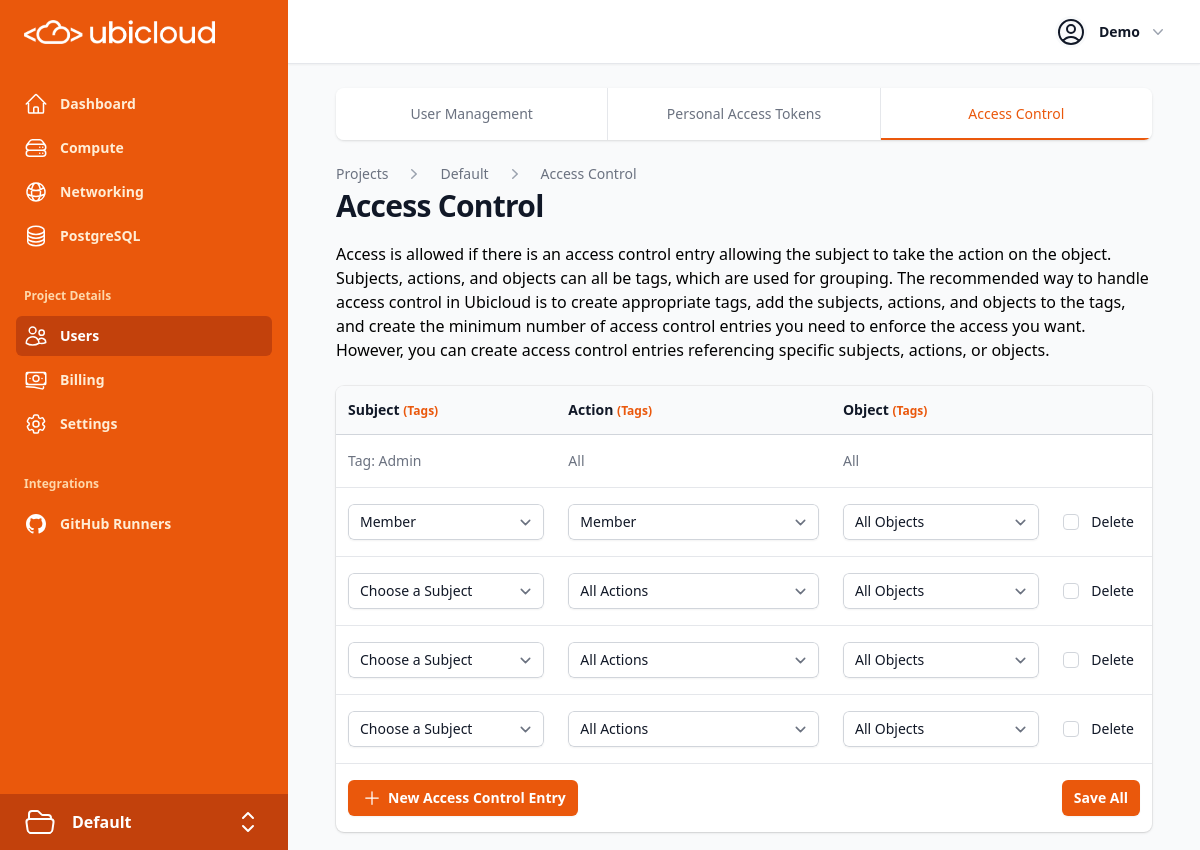 ubicloud
Dashboard
Compute
Networking
PostgreSQL
Project Details
Users
Billing
Settings
Integrations
GitHub Runners
Default
Demo
User Management
Personal Access Tokens
Access Control
Projects > Default > Access Control
Access Control
Access is allowed if there is an access control entry allowing the subject to take the action on the object.
Subjects, actions, and objects can all be tags, which are used for grouping. The recommended way to handle
access control in Ubicloud is to create appropriate tags, add the subjects, actions, and objects to the tags,
and create the minimum number of access control entries you need to enforce the access you want.
However, you can create access control entries referencing specific subjects, actions, or objects.
Subject (Tags) Action (Tags) Object (Tags)
Tag: Admin All All
Member Member All Objects Delete
Choose a Subject All Actions All Objects Delete
Choose a Subject All Actions All Objects Delete
Choose a Subject All Actions All Objects Delete
New Access Control Entry Save All